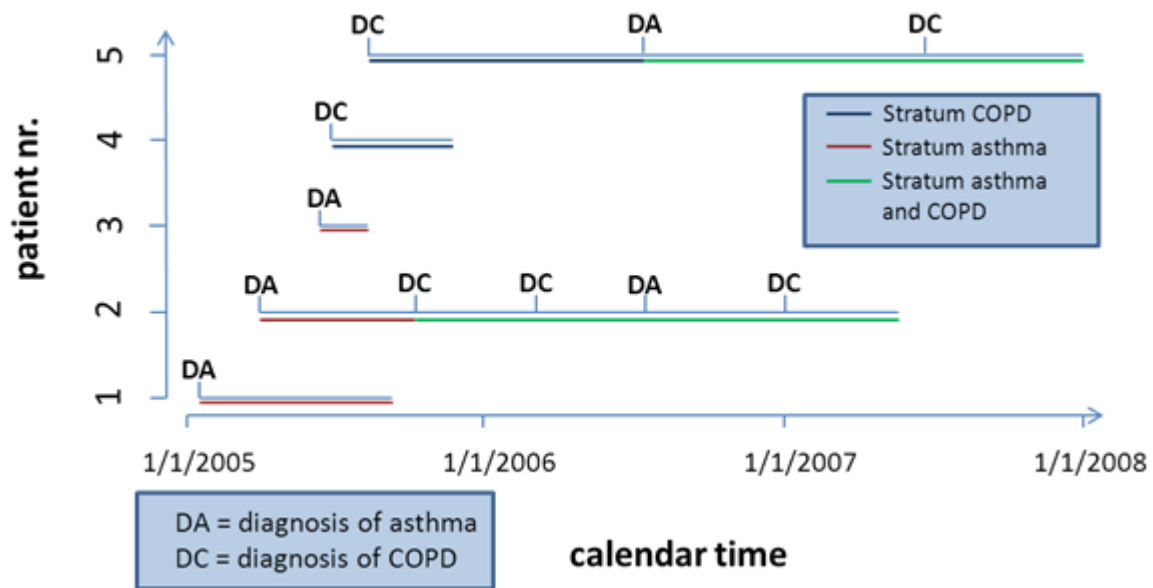 DC DA DC
5
Stratum COPD
Stratum asthma
Stratum asthma
and COPD
DC
4
DA
3
DA DC DC DA DC
2
DA
1
patient nr.
1/1/2005 1/1/2006 1/1/2007 1/1/2008
DA = diagnosis of asthma
DC = diagnosis of COPD
calendar time